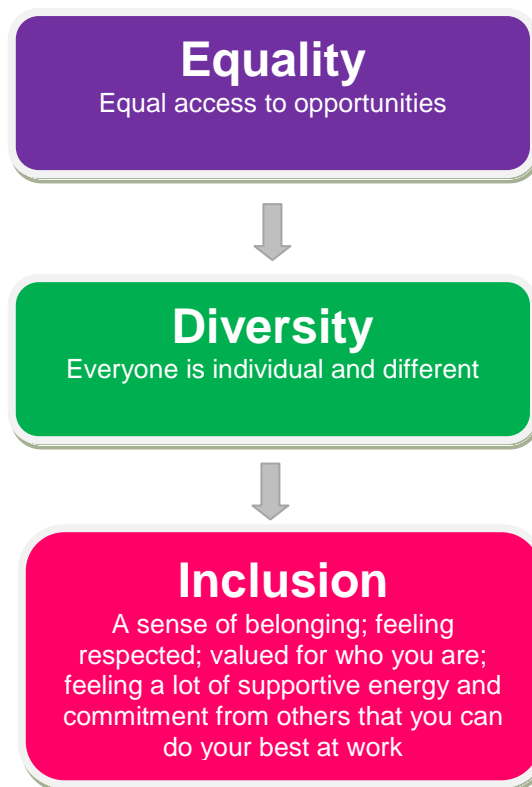 Equality
Equal access to opportunities
Diversity
Everyone is individual and different
Inclusion
A sense of belonging; feeling
respected; valued for who you are;
feeling a lot of supportive energy and
commitment from others that you can
do your best at work